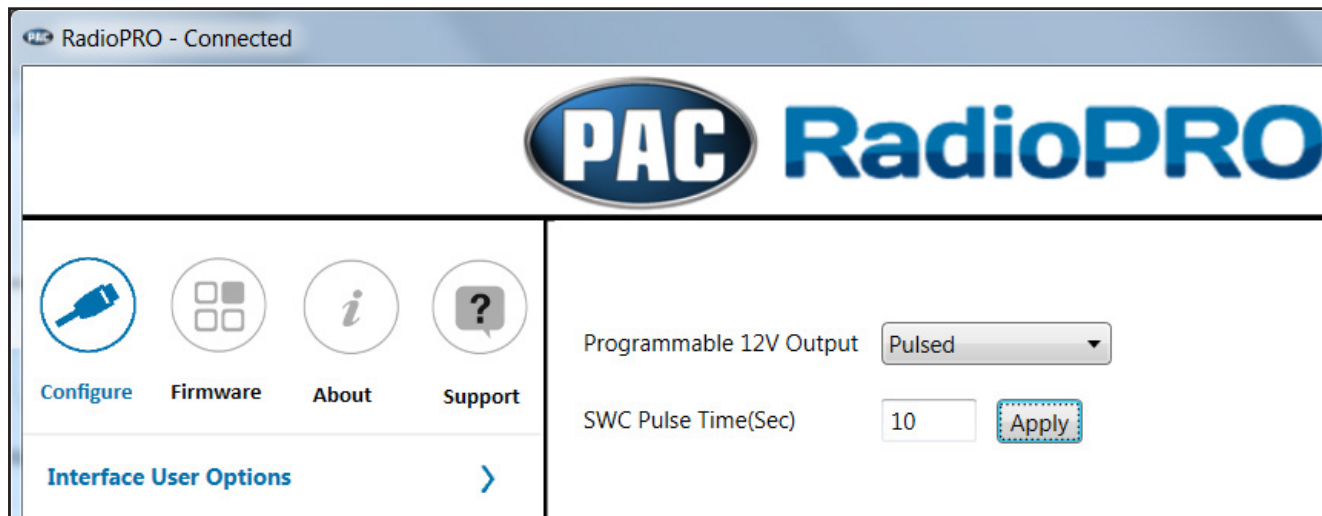 PAC RadioPRO - Connected
PAC RadioPRO
i
?
Configure Firmware About Support
Programmable 12V Output Pulsed
SWC Pulse Time(Sec) 10 Apply
Interface User Options